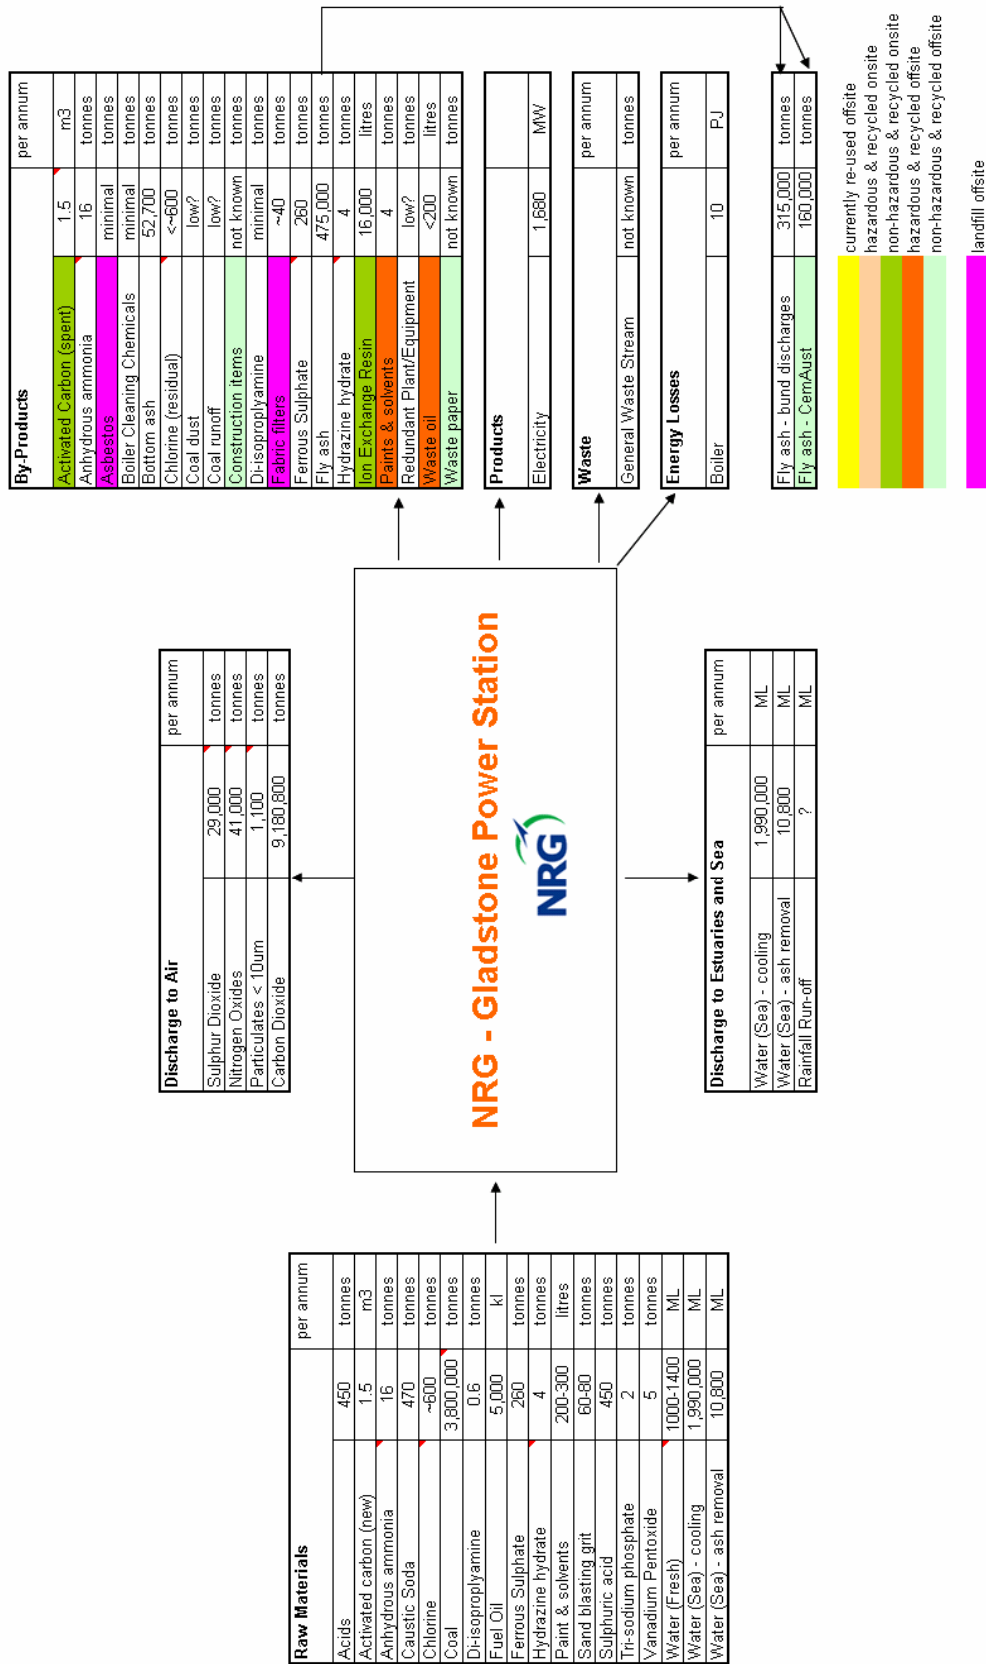 Raw Materials per annum
Acids 450 tonnes
Activated carbon (new) 1.5 m3
Anhydrous ammonia 16 tonnes
Caustic Soda 470 tonnes
Chlorine ~600 tonnes
Coal 3,800,000 tonnes
Di-isoproplyamine 0.6 tonnes
Fuel Oil 5,000 kl
Ferrous Sulphate 260 tonnes
Hydrazine hydrate 4 tonnes
Paint & solvents 200-300 litres
Sand blasting grit 60-80 tonnes
Sulphuric acid 450 tonnes
Tri-sodium phosphate 2 tonnes
Vanadium Pentoxide 5 tonnes
Water (Fresh) 1000-1400 ML
Water (Sea) - cooling 1,990,000 ML
Water (Sea) - ash removal 10,800 ML
Discharge to Air per annum
Sulphur Dioxide 29,000 tonnes
Nitrogen Oxides 41,000 tonnes
Particulates < 10um 1,100 tonnes
Carbon Dioxide 9,180,800 tonnes
NRG - Gladstone Power Station
NRG
Discharge to Estuaries and Sea per annum
Water (Sea) - cooling 1,990,000 ML
Water (Sea) - ash removal 10,800 ML
Rainfall Run-off ? ML
By-Products per annum
Activated Carbon (spent) 1.5 m3
Anhydrous ammonia 16 tonnes
Asbestos minimal tonnes
Boiler Cleaning Chemicals minimal tonnes
Bottom ash 52,700 tonnes
Chlorine (residual) <~600 tonnes
Coal dust low? tonnes
Coal runoff low? tonnes
Construction items not known tonnes
Di-isoproplyamine minimal tonnes
Fabric filters ~40 tonnes
Ferrous Sulphate 260 tonnes
Fly ash 475,000 tonnes
Hydrazine hydrate 4 tonnes
Ion Exchange Resin 16,000 litres
Paints & solvents 4 tonnes
Redundant Plant/Equipment low? tonnes
Waste oil <200 litres
Waste paper not known tonnes
Products per annum
Electricity 1,680 MW
Waste per annum
General Waste Stream not known tonnes
Energy Losses per annum
Boiler 10 PJ
Fly ash - bund discharges 315,000 tonnes
Fly ash - CemAust 160,000 tonnes
currently re-used offsite
hazardous & recycled onsite
non-hazardous & recycled onsite
hazardous & recycled offsite
non-hazardous & recycled offsite
landfill offsite